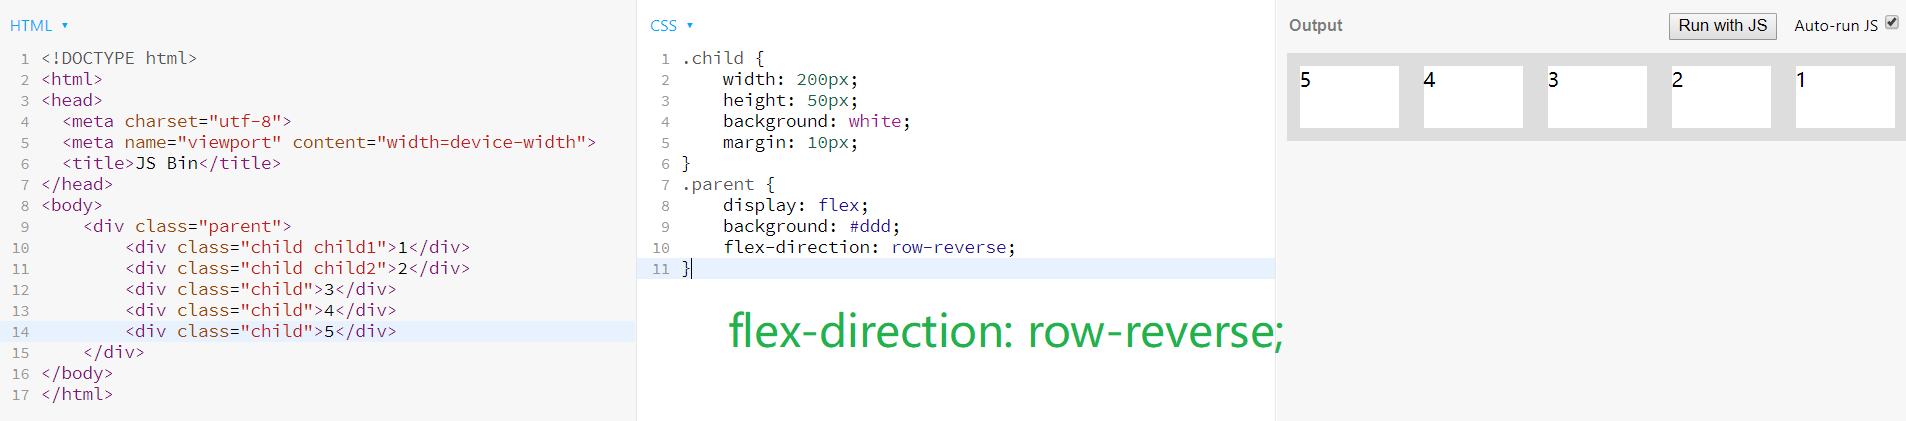 HTML ▾
1 <!DOCTYPE html>
2 <html>
3 <head>
4   <meta charset="utf-8">
5   <meta name="viewport" content="width=device-width">
6   <title>JS Bin</title>
7 </head>
8 <body>
9     <div class="parent">
10         <div class="child child1">1</div>
11         <div class="child child2">2</div>
12         <div class="child">3</div>
13         <div class="child">4</div>
14         <div class="child">5</div>
15     </div>
16 </body>
17 </html>
CSS ▾
1 .child {
2     width: 200px;
3     height: 50px;
4     background: white;
5     margin: 10px;
6 }
7 .parent {
8     display: flex;
9     background: #ddd;
10     flex-direction: row-reverse;
11 }
flex-direction: row-reverse;
Output Run with JS Auto-run JS
5 4 3 2 1